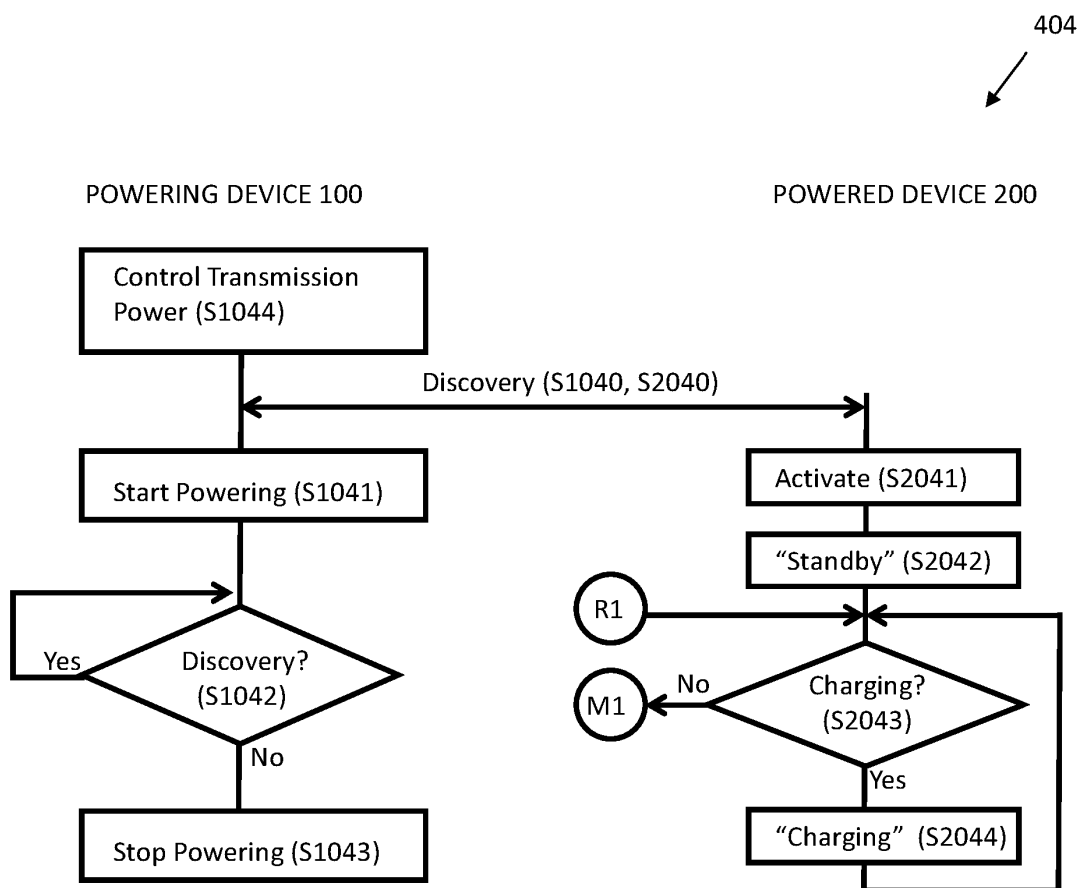 404
POWERING DEVICE 100
POWERED DEVICE 200
Control Transmission
Power (S1044)
Discovery (S1040, S2040)
Start Powering (S1041)
Activate (S2041)
“Standby” (S2042)
R1
Yes
Discovery?
(S1042)
M1
No
Charging?
(S2043)
No
Yes
Stop Powering (S1043)
“Charging” (S2044)